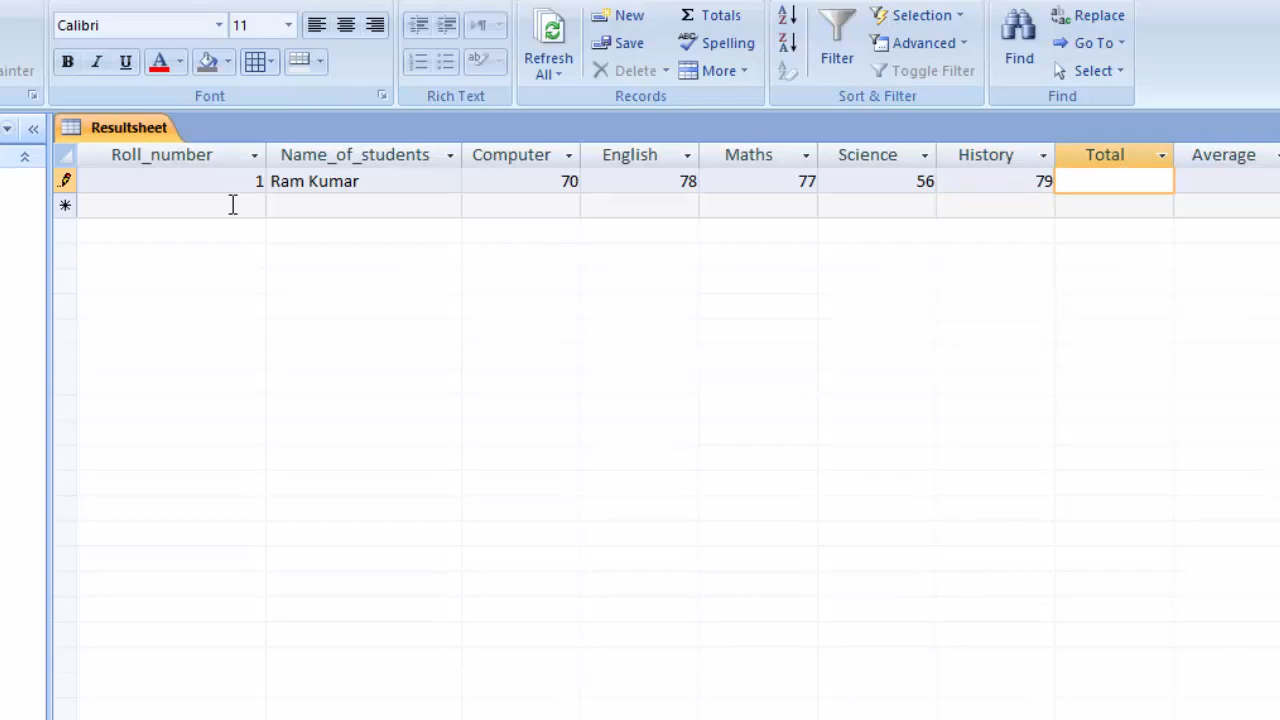 Calibri 11
New Σ Totals
Selection
Replace
ainter
B I U A
ab
Refresh All
Save
Spelling
Filter
Advanced
Find
Go To
Delete
More
Toggle Filter
Select
Font
Rich Text
Records
Sort & Filter
Find
Resultsheet
Roll_number Name_of_students Computer English Maths Science History Total Average
1 Ram Kumar 70 78 77 56 79